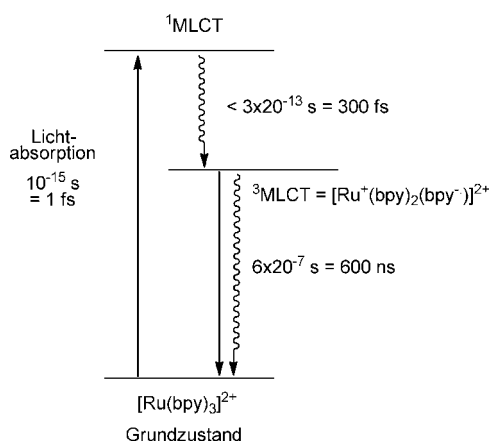 ¹MLCT
< 3x20⁻¹³ s = 300 fs
Licht-
absorption
10⁻¹⁵ s
= 1 fs
³MLCT = [Ru⁺(bpy)₂(bpy⁻·)]²⁺
6x20⁻⁷ s = 600 ns
[Ru(bpy)₃]²⁺
Grundzustand